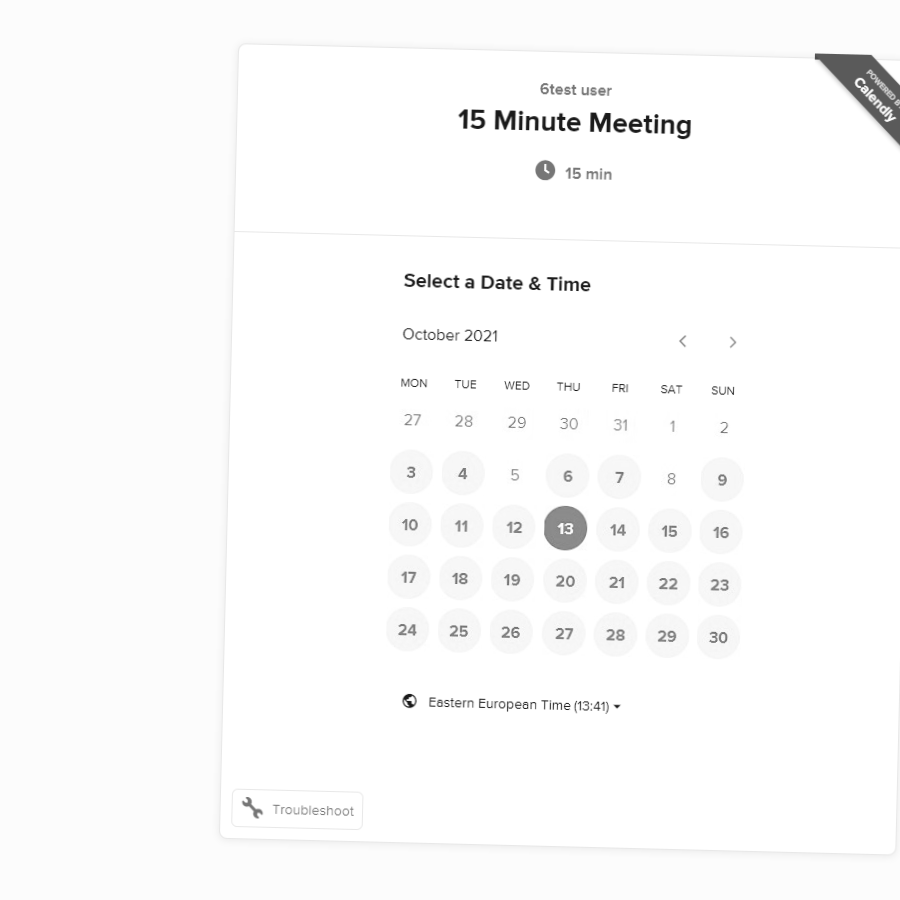 6test user
15 Minute Meeting
15 min
POWERED B
Calendly
Select a Date & Time
October 2021
MON TUE WED THU FRI SAT SUN
27 28 29 30 31 1 2
3 4 5 6 7 8 9
10 11 12 13 14 15 16
17 18 19 20 21 22 23
24 25 26 27 28 29 30
Eastern European Time (13:41)
Troubleshoot